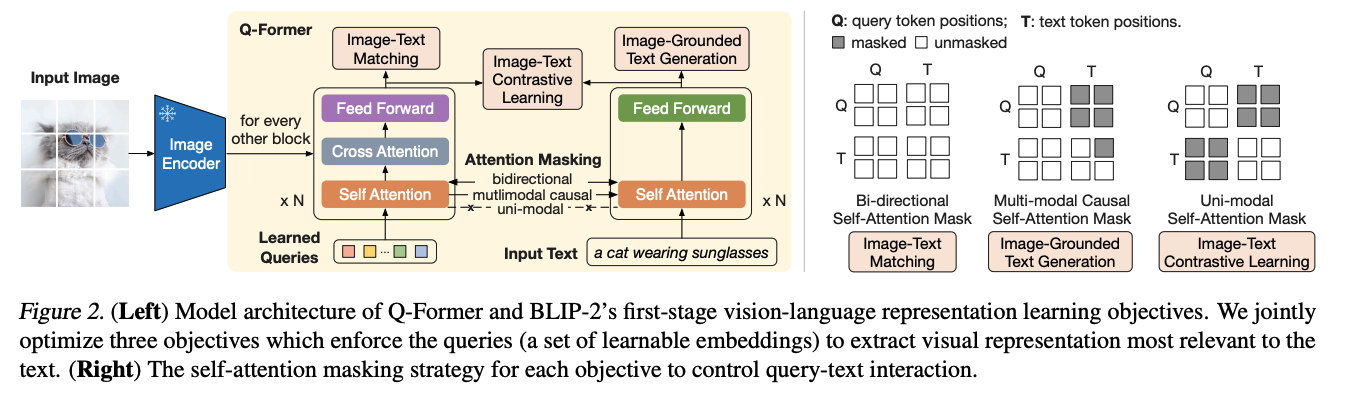 Q-Former
Input Image
Image
Encoder
for every
other block
Image-Text
Matching
Image-Text
Contrastive
Learning
Image-Grounded
Text Generation
Feed Forward
Cross Attention
Self Attention
x N
Feed Forward
Self Attention
x N
Attention Masking
bidirectional
mutlimodal causal
uni-modal
Learned
Queries
...
Input Text
a cat wearing sunglasses
Q: query token positions; T: text token positions.
masked unmasked
Q T
Q
T
Bi-directional
Self-Attention Mask
Image-Text
Matching
Q T
Q
T
Multi-modal Causal
Self-Attention Mask
Image-Grounded
Text Generation
Q T
Q
T
Uni-modal
Self-Attention Mask
Image-Text
Contrastive Learning
Figure 2. (Left) Model architecture of Q-Former and BLIP-2's first-stage vision-language representation learning objectives. We jointly
optimize three objectives which enforce the queries (a set of learnable embeddings) to extract visual representation most relevant to the
text. (Right) The self-attention masking strategy for each objective to control query-text interaction.